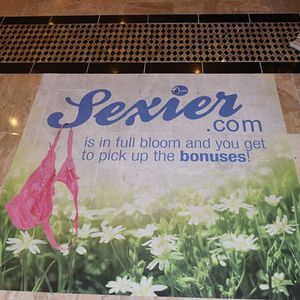 Sexier
.com
is in full bloom and you get
to pick up the bonuses!